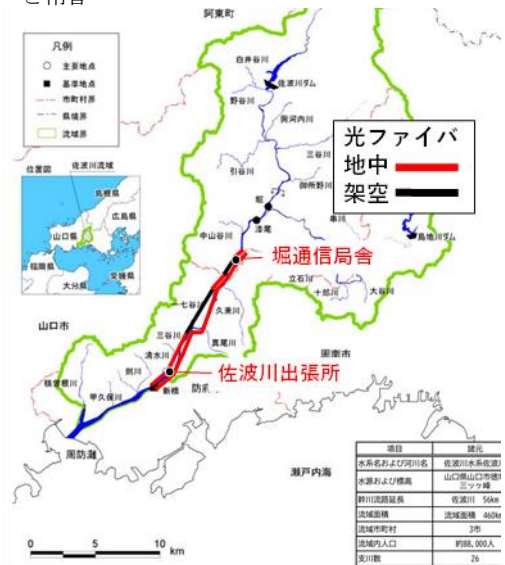 阿東町
凡例
主要地点
基準地点
市町村界
県境界
流域界
白井谷川
佐波川ダム
野谷川
興河内川
三谷川
引谷川
御所野川
光ファイバ
地中
架空
位置図
佐波川流域
島根県
広島県
山口県
福岡県
愛媛県
大分県
堀
串川
漆尾
島地川ダム
中山谷川
堀通信局舎
立石川
十郎川
大谷川
七谷川
久兼川
山口市
三谷川
真尾川
清水川
周南市
剣川
佐波川出張所
横曽根川
甲久保川
新橋
防府
周防灘
瀬戸内海
項目 諸元
水系名および河川名 佐波川水系佐波川
水源および標高 山口県山口市徳地
三ッヶ峰
幹川流路延長 佐波川 56km
流域面積 流域面積 460km
流域市町村 3市
流域内人口 約88,000人
支川数 26
0 5 10 km